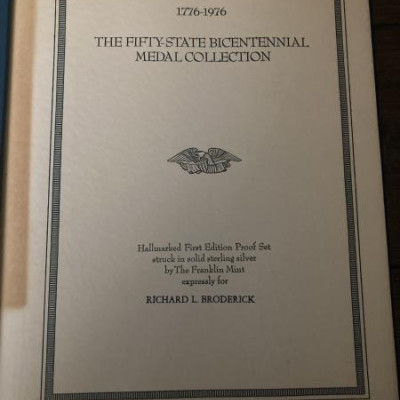 1776-1976
THE FIFTY-STATE BICENTENNIAL
MEDAL COLLECTION
Hallmarked First Edition Proof Set
struck in solid sterling silver
by The Franklin Mint
expressly for
RICHARD L. BRODERICK